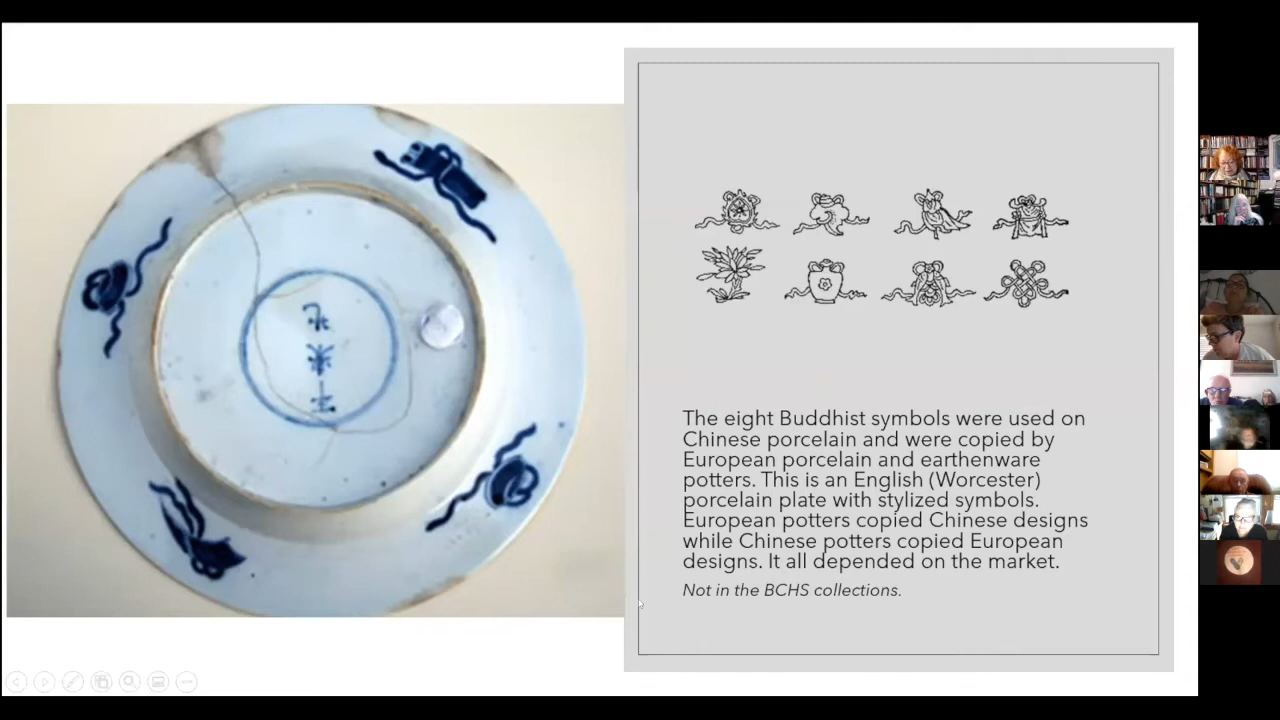 The eight Buddhist symbols were used on
Chinese porcelain and were copied by
European porcelain and earthenware
potters. This is an English (Worcester)
porcelain plate with stylized symbols.
European potters copied Chinese designs
while Chinese potters copied European
designs. It all depended on the market.
Not in the BCHS collections.